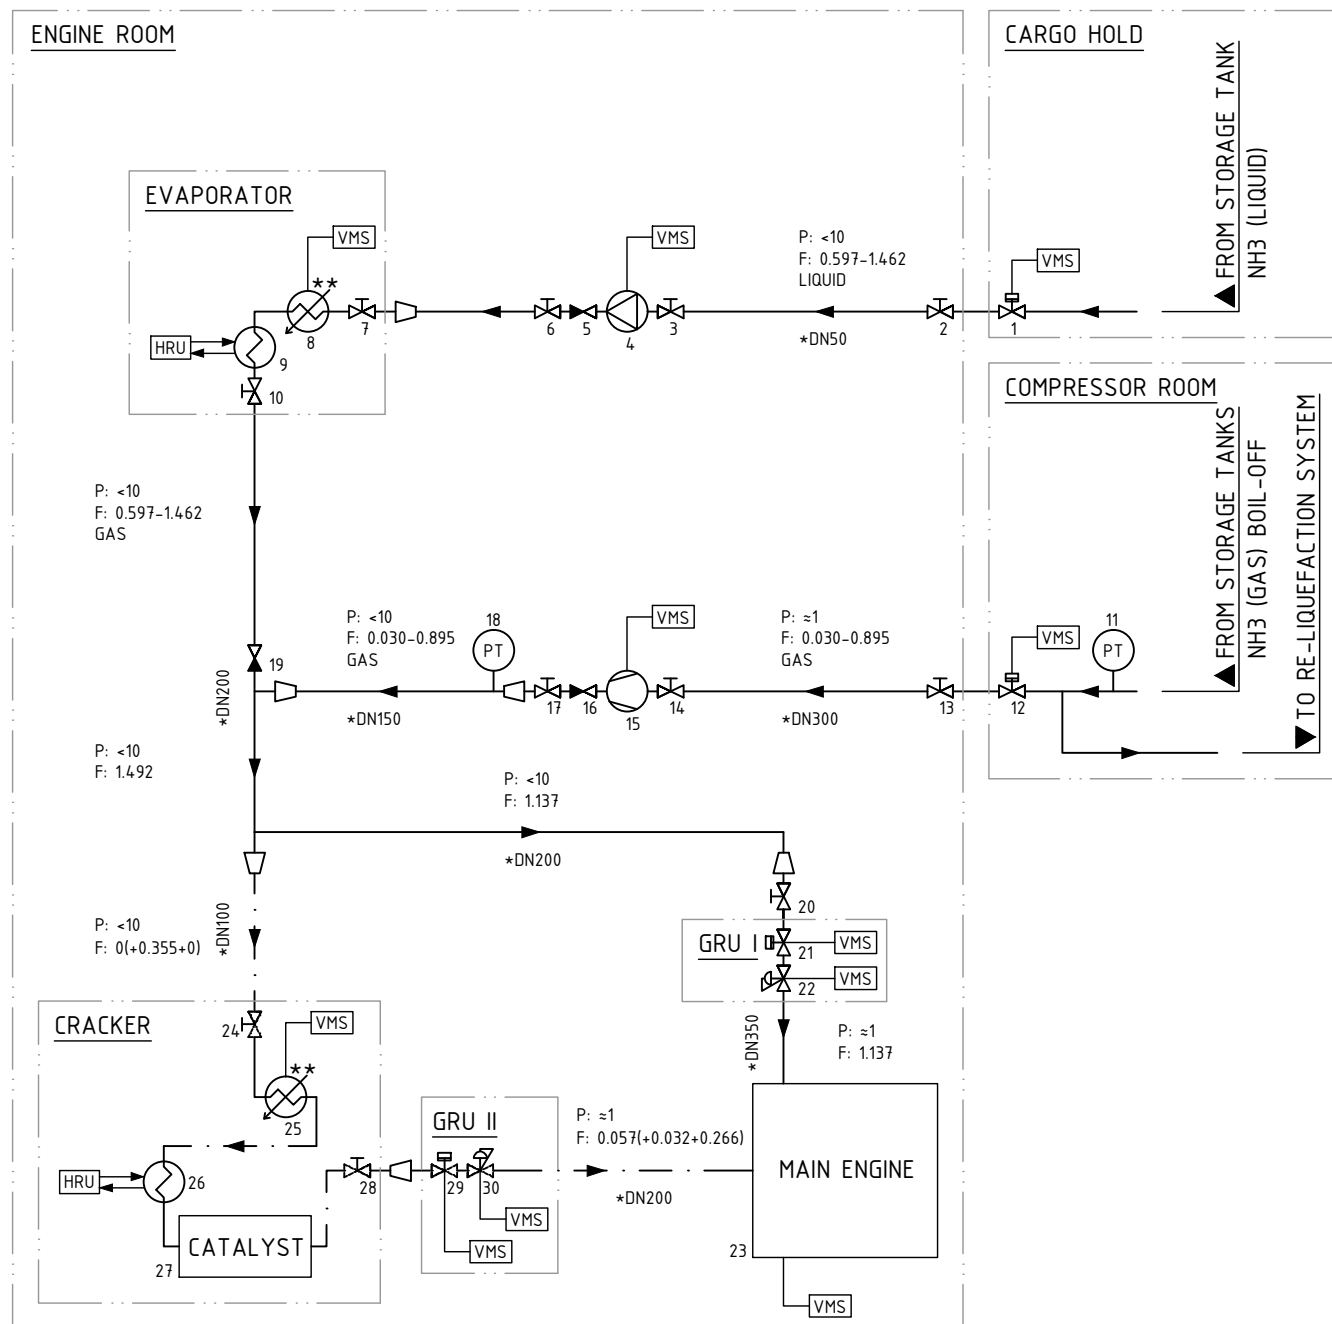 ENGINE ROOM
CARGO HOLD
FROM STORAGE TANK
NH3 (LIQUID)
EVAPORATOR
VMS
**
VMS
P: <10
F: 0.597-1.462
LIQUID
VMS
HRU
9
8
7
6
5
4
3
*DN50
2
1
10
COMPRESSOR ROOM
FROM STORAGE TANKS
NH3 (GAS) BOIL-OFF
TO RE-LIQUEFACTION SYSTEM
P: <10
F: 0.597-1.462
GAS
P: <10
F: 0.030-0.895
GAS
18
PT
VMS
P: ≈1
F: 0.030-0.895
GAS
VMS
11
PT
19
*DN200
*DN150
17
16
15
14
*DN300
13
12
P: <10
F: 1.492
P: <10
F: 1.137
*DN200
P: <10
F: 0(+0.355+0)
*DN100
20
GRU I
VMS
21
VMS
22
*DN350
P: ≈1
F: 1.137
CRACKER
24
VMS
**
25
HRU
26
CATALYST
27
28
GRU II
29
30
VMS
VMS
P: ≈1
F: 0.057(+0.032+0.266)
*DN200
MAIN ENGINE
23
VMS